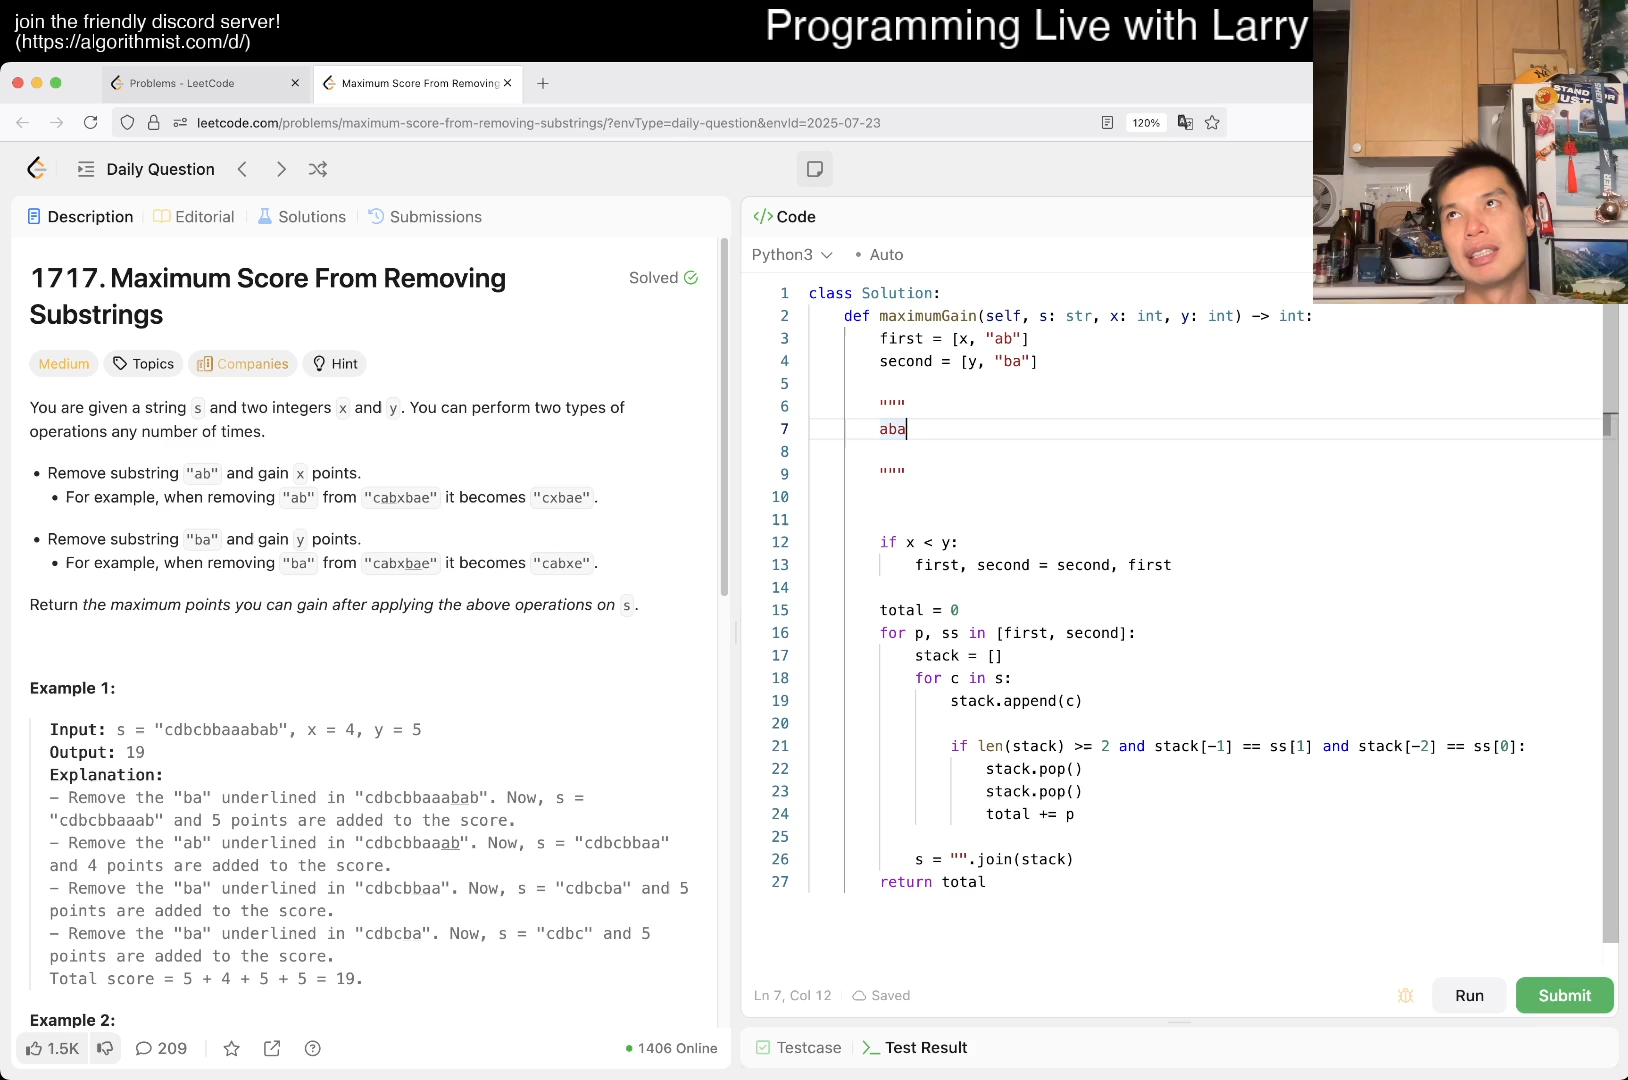 join the friendly discord server!
(https://algorithmist.com/d/)
Programming Live with Larry
Problems - LeetCode
Maximum Score From Removing
leetcode.com/problems/maximum-score-from-removing-substrings/?envType=daily-question&envId=2025-07-23
120%
Daily Question
Description
Editorial
Solutions
Submissions
1717. Maximum Score From Removing
Substrings
Solved
Medium
Topics
Companies
Hint
You are given a string s and two integers x and y. You can perform two types of
operations any number of times.
• Remove substring "ab" and gain x points.
• For example, when removing "ab" from "cabxbae" it becomes "cxbae".
• Remove substring "ba" and gain y points.
• For example, when removing "ba" from "cabxbae" it becomes "cabxe".
Return the maximum points you can gain after applying the above operations on s.
Example 1:
Input: s = "cdbcbbaaabab", x = 4, y = 5
Output: 19
Explanation:
- Remove the "ba" underlined in "cdbcbbaaabab". Now, s =
"cdbcbbaaab" and 5 points are added to the score.
- Remove the "ab" underlined in "cdbcbbaaab". Now, s = "cdbcbbaa"
and 4 points are added to the score.
- Remove the "ba" underlined in "cdbcbbaa". Now, s = "cdbcba" and 5
points are added to the score.
- Remove the "ba" underlined in "cdbcba". Now, s = "cdbc" and 5
points are added to the score.
Total score = 5 + 4 + 5 + 5 = 19.
Example 2:
1.5K
209
1406 Online
</> Code
Python3
• Auto
1 class Solution:
2 def maximumGain(self, s: str, x: int, y: int) -> int:
3 first = [x, "ab"]
4 second = [y, "ba"]
5
6 """
7 aba
8
9 """
10
11
12 if x < y:
13 first, second = second, first
14
15 total = 0
16 for p, ss in [first, second]:
17 stack = []
18 for c in s:
19 stack.append(c)
20
21 if len(stack) >= 2 and stack[-1] == ss[1] and stack[-2] == ss[0]:
22 stack.pop()
23 stack.pop()
24 total += p
25
26 s = "".join(stack)
27 return total
Ln 7, Col 12
Saved
Run
Submit
Testcase
>_ Test Result